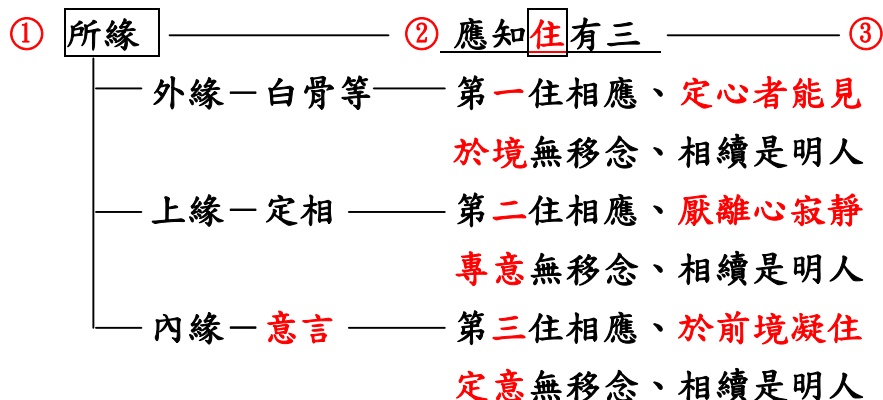 ① 所緣 ② 應知住有三 ③
外緣－白骨等 第一住相應、定心者能見
於境無移念、相續是明人
上緣－定相 第二住相應、厭離心寂靜
專意無移念、相續是明人
內緣－意言 第三住相應、於前境凝住
定意無移念、相續是明人